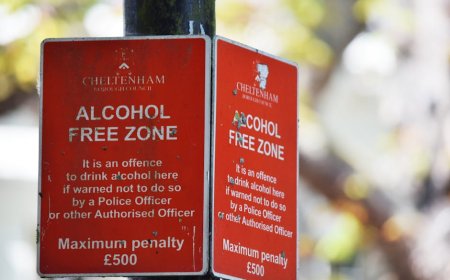 CHELTENHAM
BOROUGH COUNCIL
ALCOHOL
FREE ZONE
It is an offence
to drink alcohol here
if warned not to do so
by a Police Officer
or other Authorised Officer
Maximum penalty
£500
CHELTENHAM
BOROUGH COUNCIL
ALCOHOL
FREE ZONE
It is an offence
to drink alcohol here
if warned not to do so
by a Police Officer
or other Authorised Officer
Maximum penalty
£500